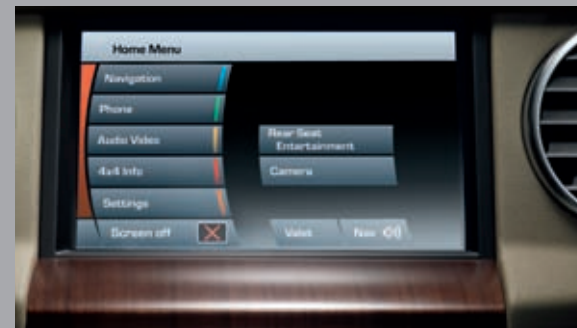 Home Menu
Navigation
Phone
Audio Video
4x4 Info
Settings
Screen off
Rear Seat
Entertainment
Camera
Valet
Nav